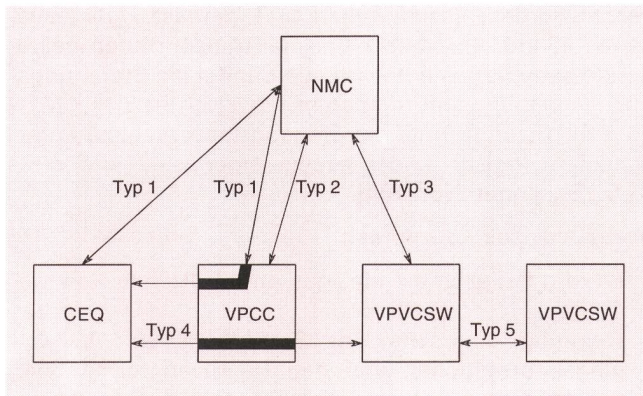 NMC
Typ 1
Typ 1
Typ 2
Typ 3
CEQ
VPCC
VPVCSW
VPVCSW
Typ 4
Typ 5